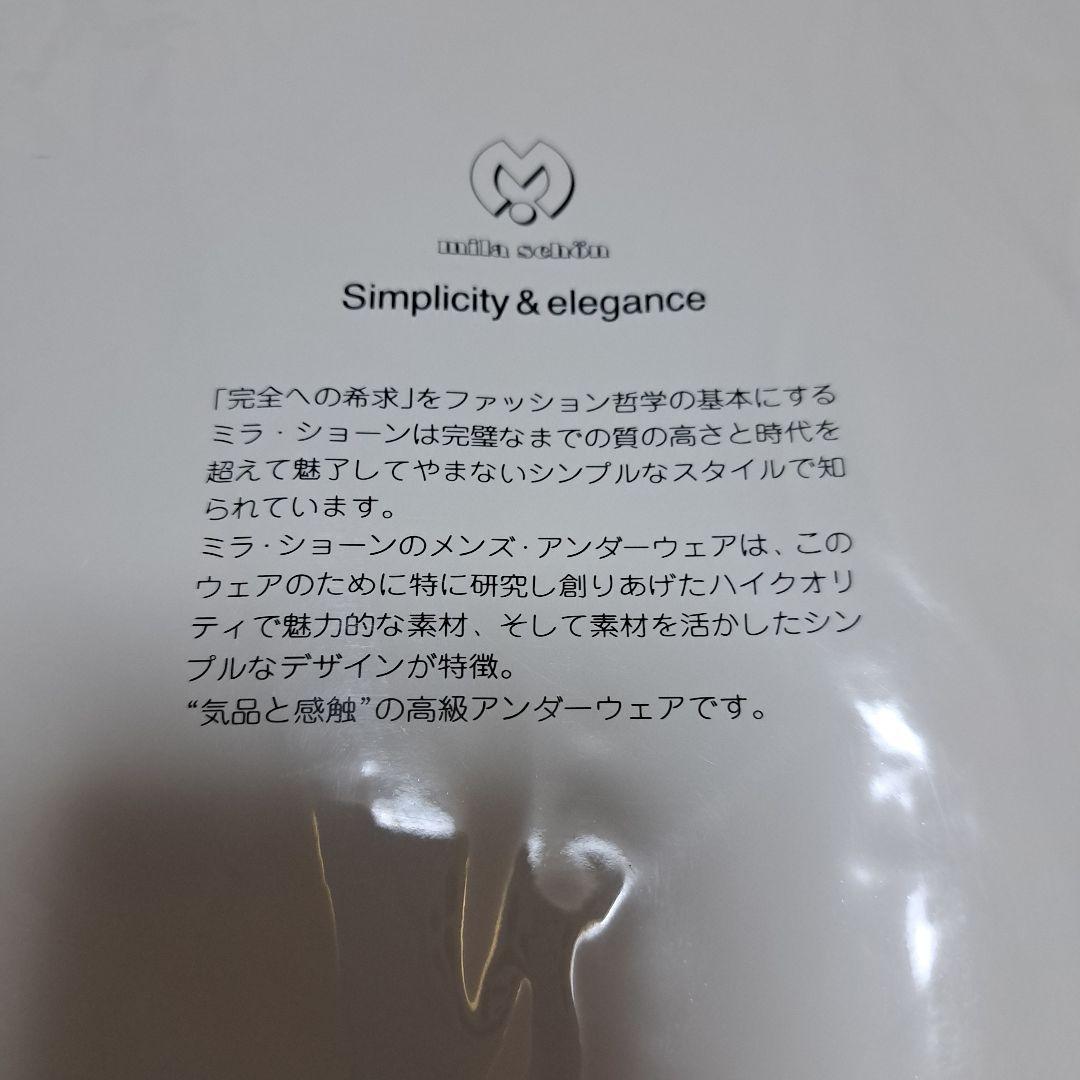 mila schön
Simplicity & elegance
「完全への希求」をファッション哲学の基本にする
ミラ・ショーンは完璧なまでの質の高さと時代を
超えて魅了してやまないシンプルなスタイルで知
られています。
ミラ・ショーンのメンズ・アンダーウェアは、この
ウェアのために特に研究し創りあげたハイクオリ
ティで魅力的な素材、そして素材を活かしたシン
プルなデザインが特徴。
“気品と感触”の高級アンダーウェアです。